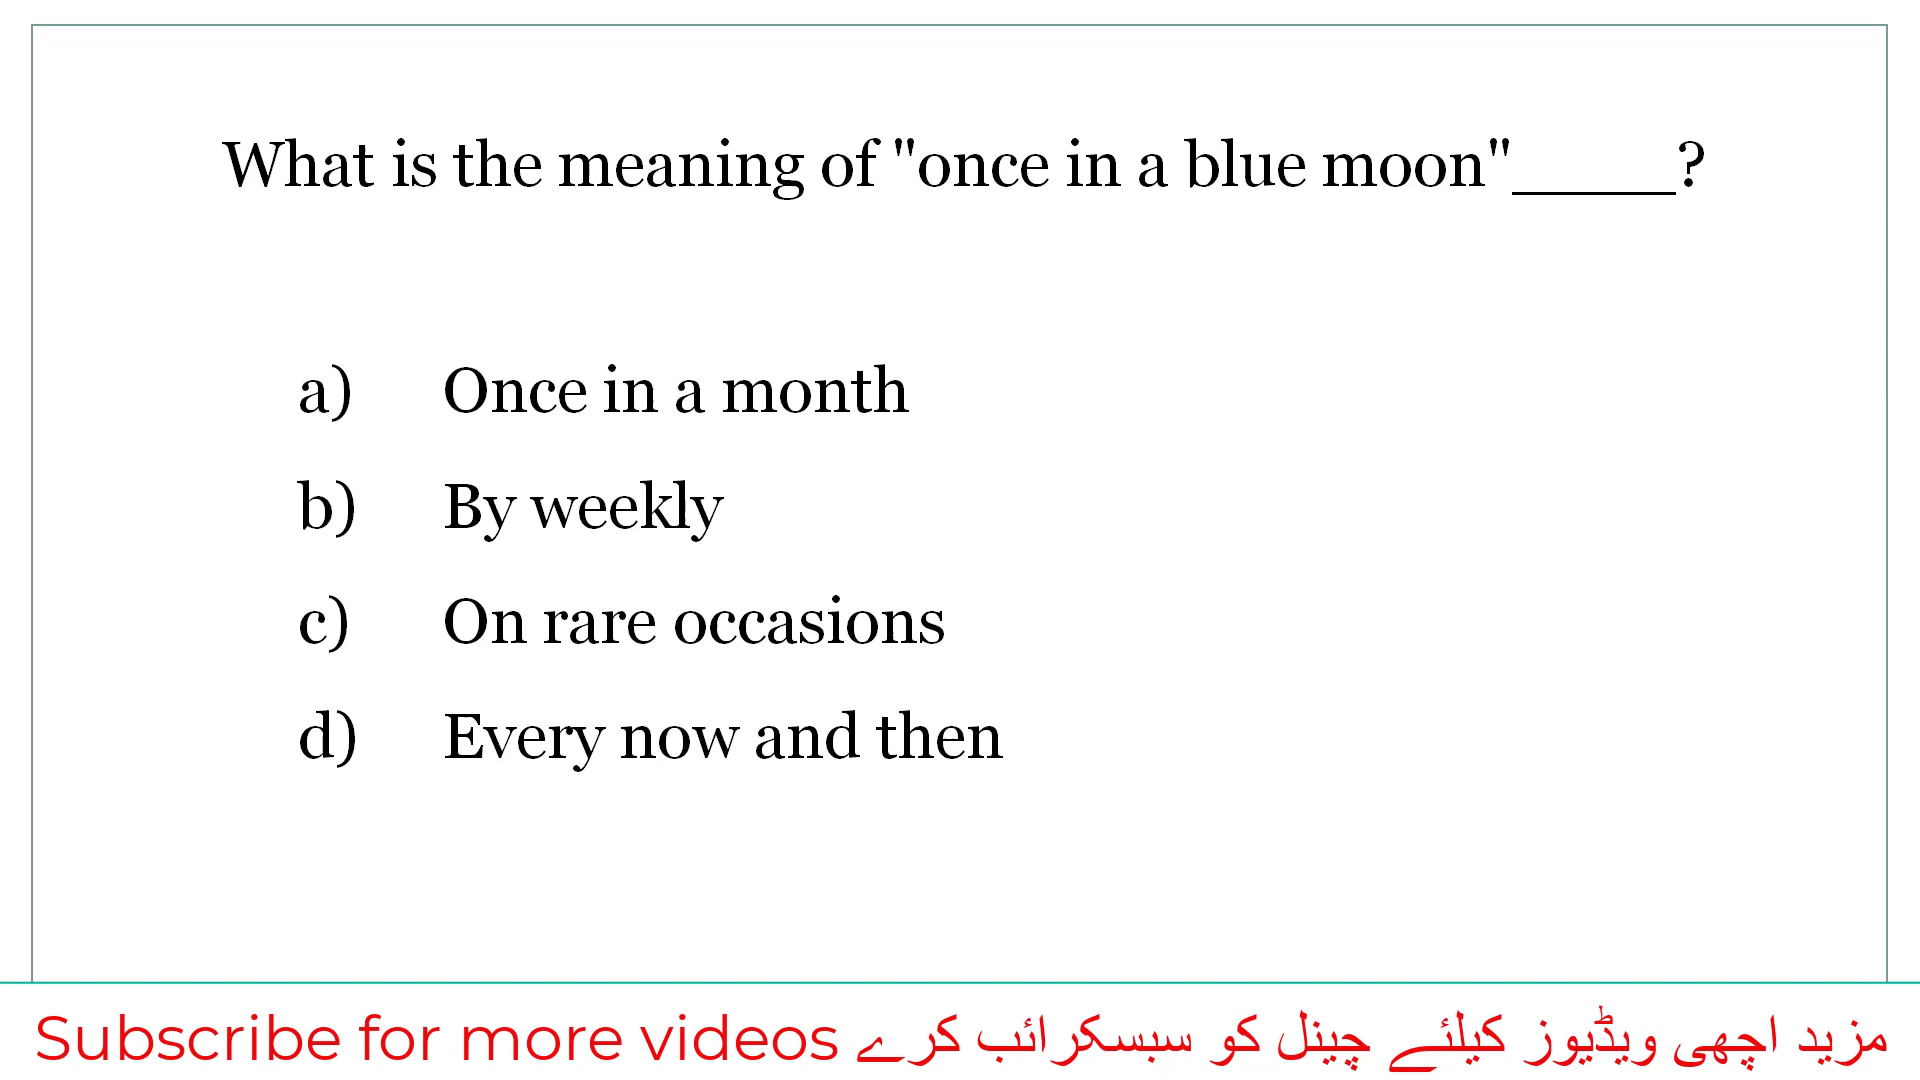 What is the meaning of "once in a blue moon"_____?
a) Once in a month
b) By weekly
c) On rare occasions
d) Every now and then
Subscribe for more videos مزید اچھی ویڈیوز کیلئے چینل کو سبسکرائب کرے